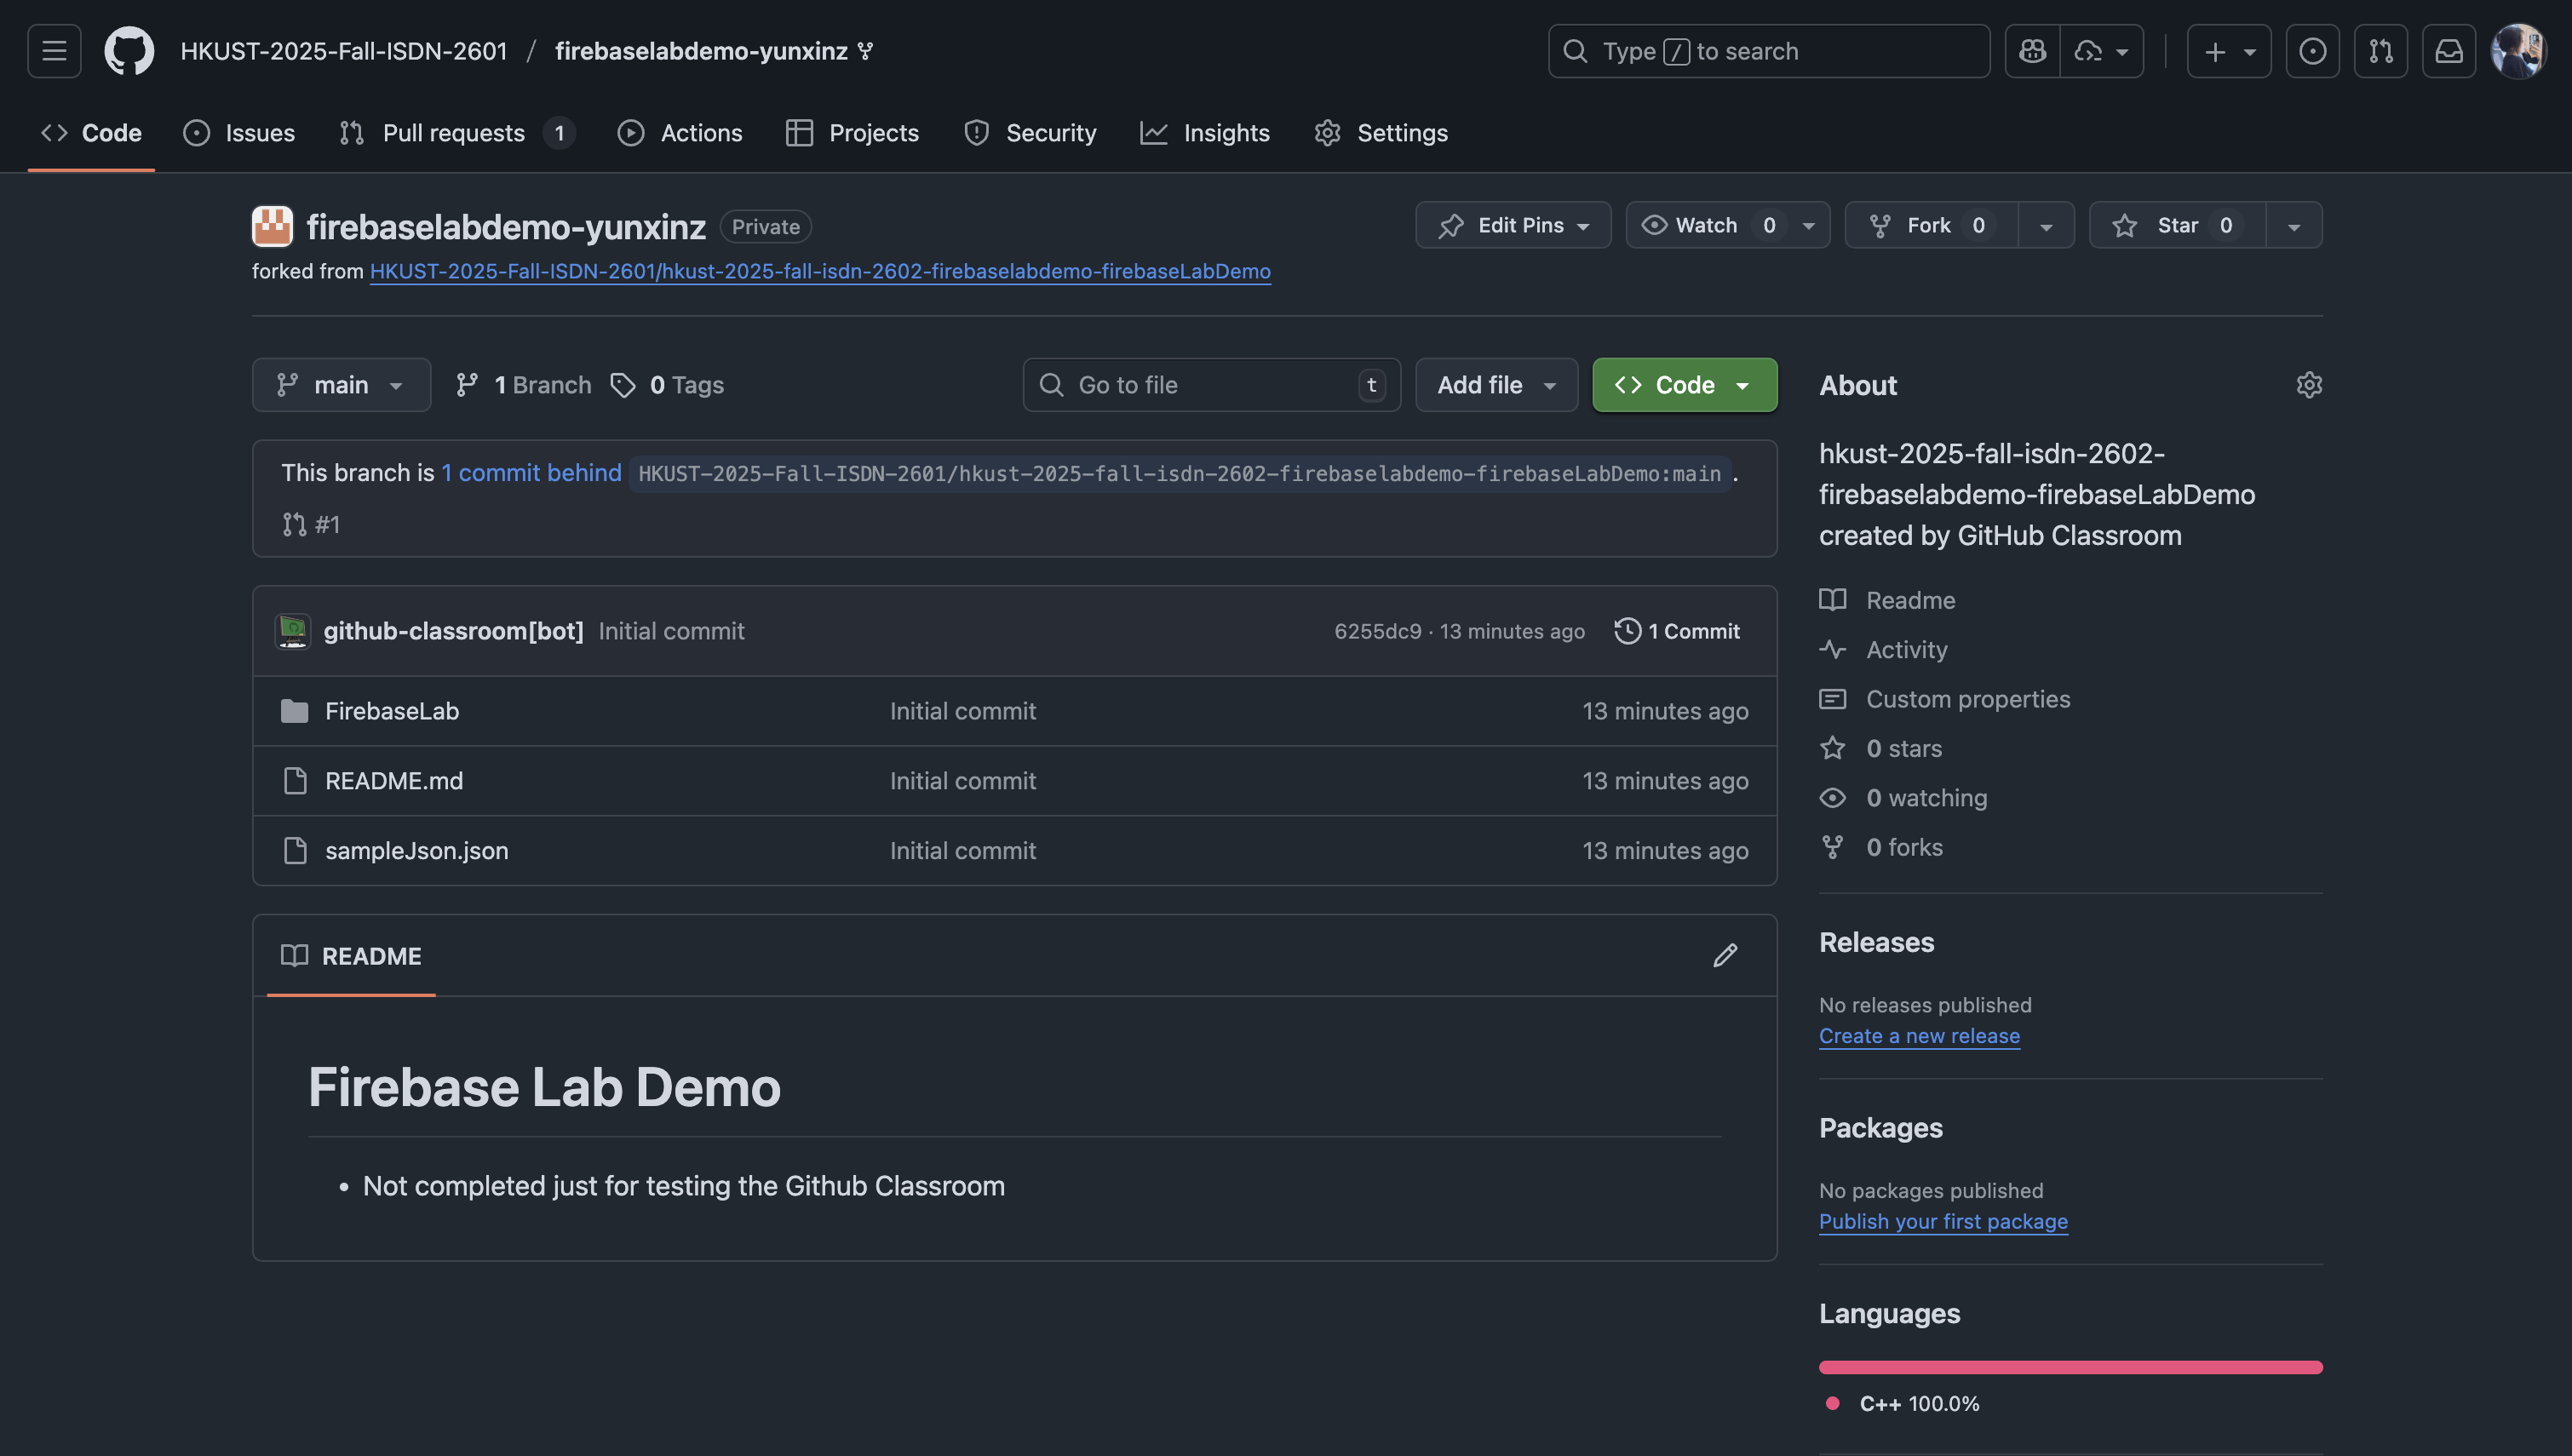 HKUST-2025-Fall-ISDN-2601 / firebaselabdemo-yunxinz
Type / to search
Code
Issues
Pull requests 1
Actions
Projects
Security
Insights
Settings
firebaselabdemo-yunxinz Private
Edit Pins
Watch 0
Fork 0
Star 0
forked from HKUST-2025-Fall-ISDN-2601/hkust-2025-fall-isdn-2602-firebaselabdemo-firebaseLabDemo
main
1 Branch
0 Tags
Go to file t
Add file
Code
This branch is 1 commit behind HKUST-2025-Fall-ISDN-2601/hkust-2025-fall-isdn-2602-firebaselabdemo-firebaseLabDemo:main .
#1
github-classroom[bot] Initial commit 6255dc9 · 13 minutes ago 1 Commit
FirebaseLab Initial commit 13 minutes ago
README.md Initial commit 13 minutes ago
sampleJson.json Initial commit 13 minutes ago
README
Firebase Lab Demo
• Not completed just for testing the Github Classroom
About
hkust-2025-fall-isdn-2602-
firebaselabdemo-firebaseLabDemo
created by GitHub Classroom
Readme
Activity
Custom properties
0 stars
0 watching
0 forks
Releases
No releases published
Create a new release
Packages
No packages published
Publish your first package
Languages
C++ 100.0%